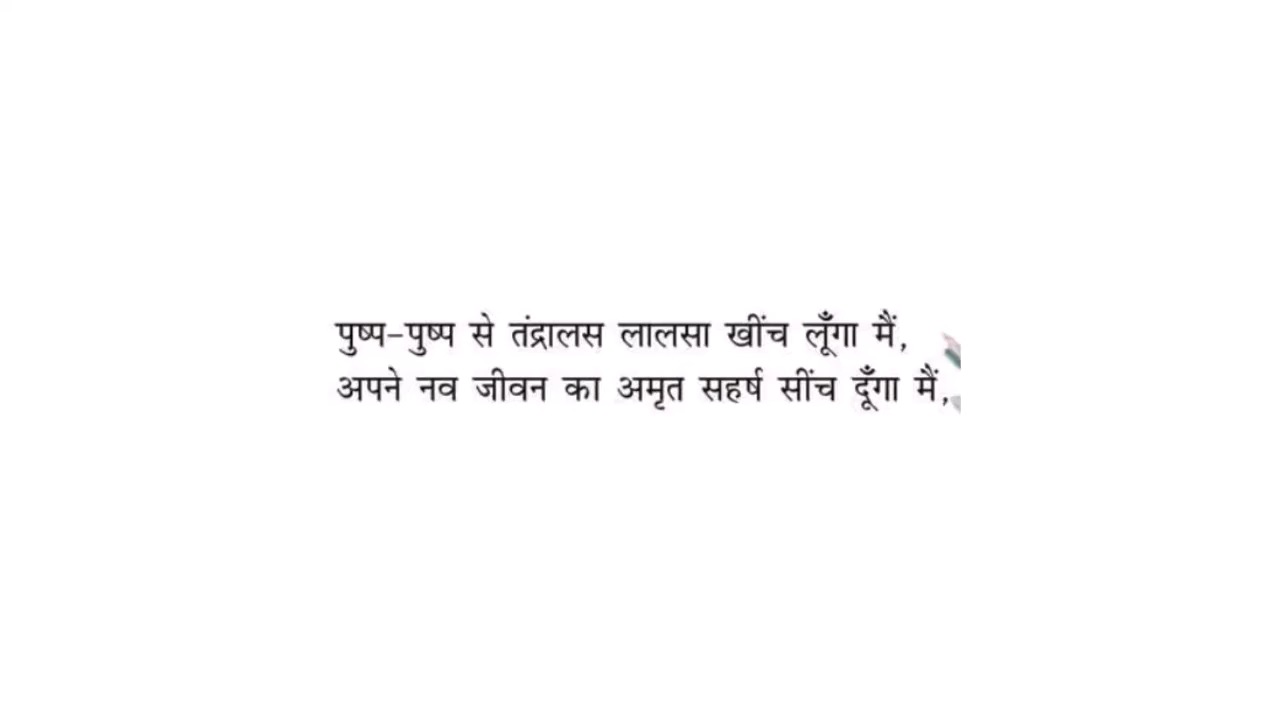 पुष्प-पुष्प से तंद्रालस लालसा खींच लूँगा मैं,
अपने नव जीवन का अमृत सहर्ष सींच दूँगा मैं,